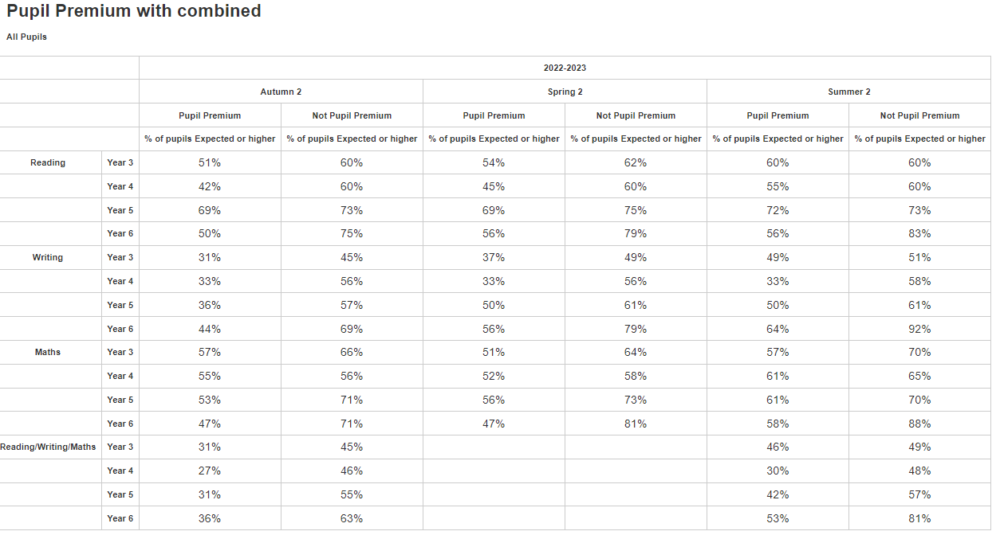 Pupil Premium with combined
All Pupils
2022-2023
Autumn 2 Spring 2 Summer 2
Pupil Premium Not Pupil Premium Pupil Premium Not Pupil Premium Pupil Premium Not Pupil Premium
% of pupils Expected or higher % of pupils Expected or higher % of pupils Expected or higher % of pupils Expected or higher % of pupils Expected or higher % of pupils Expected or higher
Reading Year 3 51% 60% 54% 62% 60% 60%
Year 4 42% 60% 45% 60% 55% 60%
Year 5 69% 73% 69% 75% 72% 73%
Year 6 50% 75% 56% 79% 56% 83%
Writing Year 3 31% 45% 37% 49% 49% 51%
Year 4 33% 56% 33% 56% 33% 58%
Year 5 36% 57% 50% 61% 50% 61%
Year 6 44% 69% 56% 79% 64% 92%
Maths Year 3 57% 66% 51% 64% 57% 70%
Year 4 55% 56% 52% 58% 61% 65%
Year 5 53% 71% 56% 73% 61% 70%
Year 6 47% 71% 47% 81% 58% 88%
Reading/Writing/Maths Year 3 31% 45% 46% 49%
Year 4 27% 46% 30% 48%
Year 5 31% 55% 42% 57%
Year 6 36% 63% 53% 81%